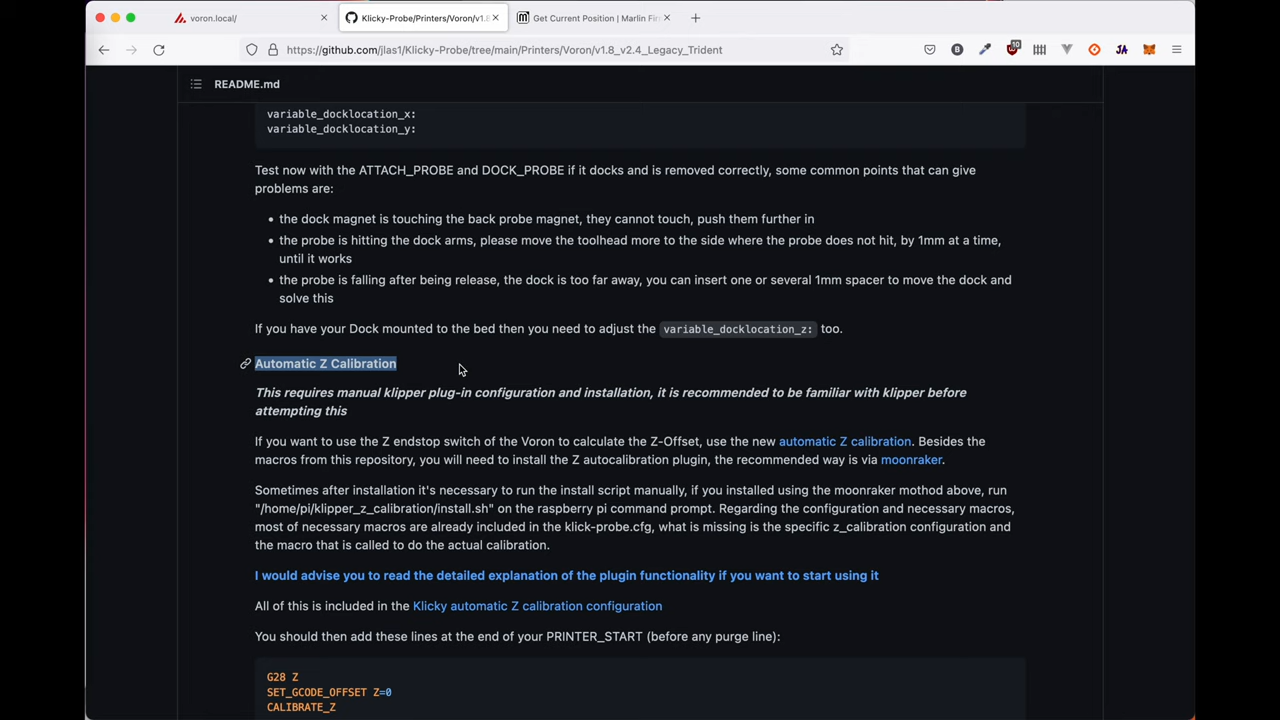 voron.local/
Klicky-Probe/Printers/Voron/v1.8
Get Current Position | Marlin Fir
https://github.com/jlas1/Klicky-Probe/tree/main/Printers/Voron/v1.8_v2.4_Legacy_Trident
10
JA
README.md
variable_docklocation_x:
variable_docklocation_y:
Test now with the ATTACH_PROBE and DOCK_PROBE if it docks and is removed correctly, some common points that can give
problems are:
• the dock magnet is touching the back probe magnet, they cannot touch, push them further in
• the probe is hitting the dock arms, please move the toolhead more to the side where the probe does not hit, by 1mm at a time,
until it works
• the probe is falling after being release, the dock is too far away, you can insert one or several 1mm spacer to move the dock and
solve this
If you have your Dock mounted to the bed then you need to adjust the variable_docklocation_z: too.
Automatic Z Calibration
This requires manual klipper plug-in configuration and installation, it is recommended to be familiar with klipper before
attempting this
If you want to use the Z endstop switch of the Voron to calculate the Z-Offset, use the new automatic Z calibration. Besides the
macros from this repository, you will need to install the Z autocalibration plugin, the recommended way is via moonraker.
Sometimes after installation it's necessary to run the install script manually, if you installed using the moonraker mothod above, run
"/home/pi/klipper_z_calibration/install.sh" on the raspberry pi command prompt. Regarding the configuration and necessary macros,
most of necessary macros are already included in the klick-probe.cfg, what is missing is the specific z_calibration configuration and
the macro that is called to do the actual calibration.
I would advise you to read the detailed explanation of the plugin functionality if you want to start using it
All of this is included in the Klicky automatic Z calibration configuration
You should then add these lines at the end of your PRINTER_START (before any purge line):
G28 Z
SET_GCODE_OFFSET Z=0
CALIBRATE_Z